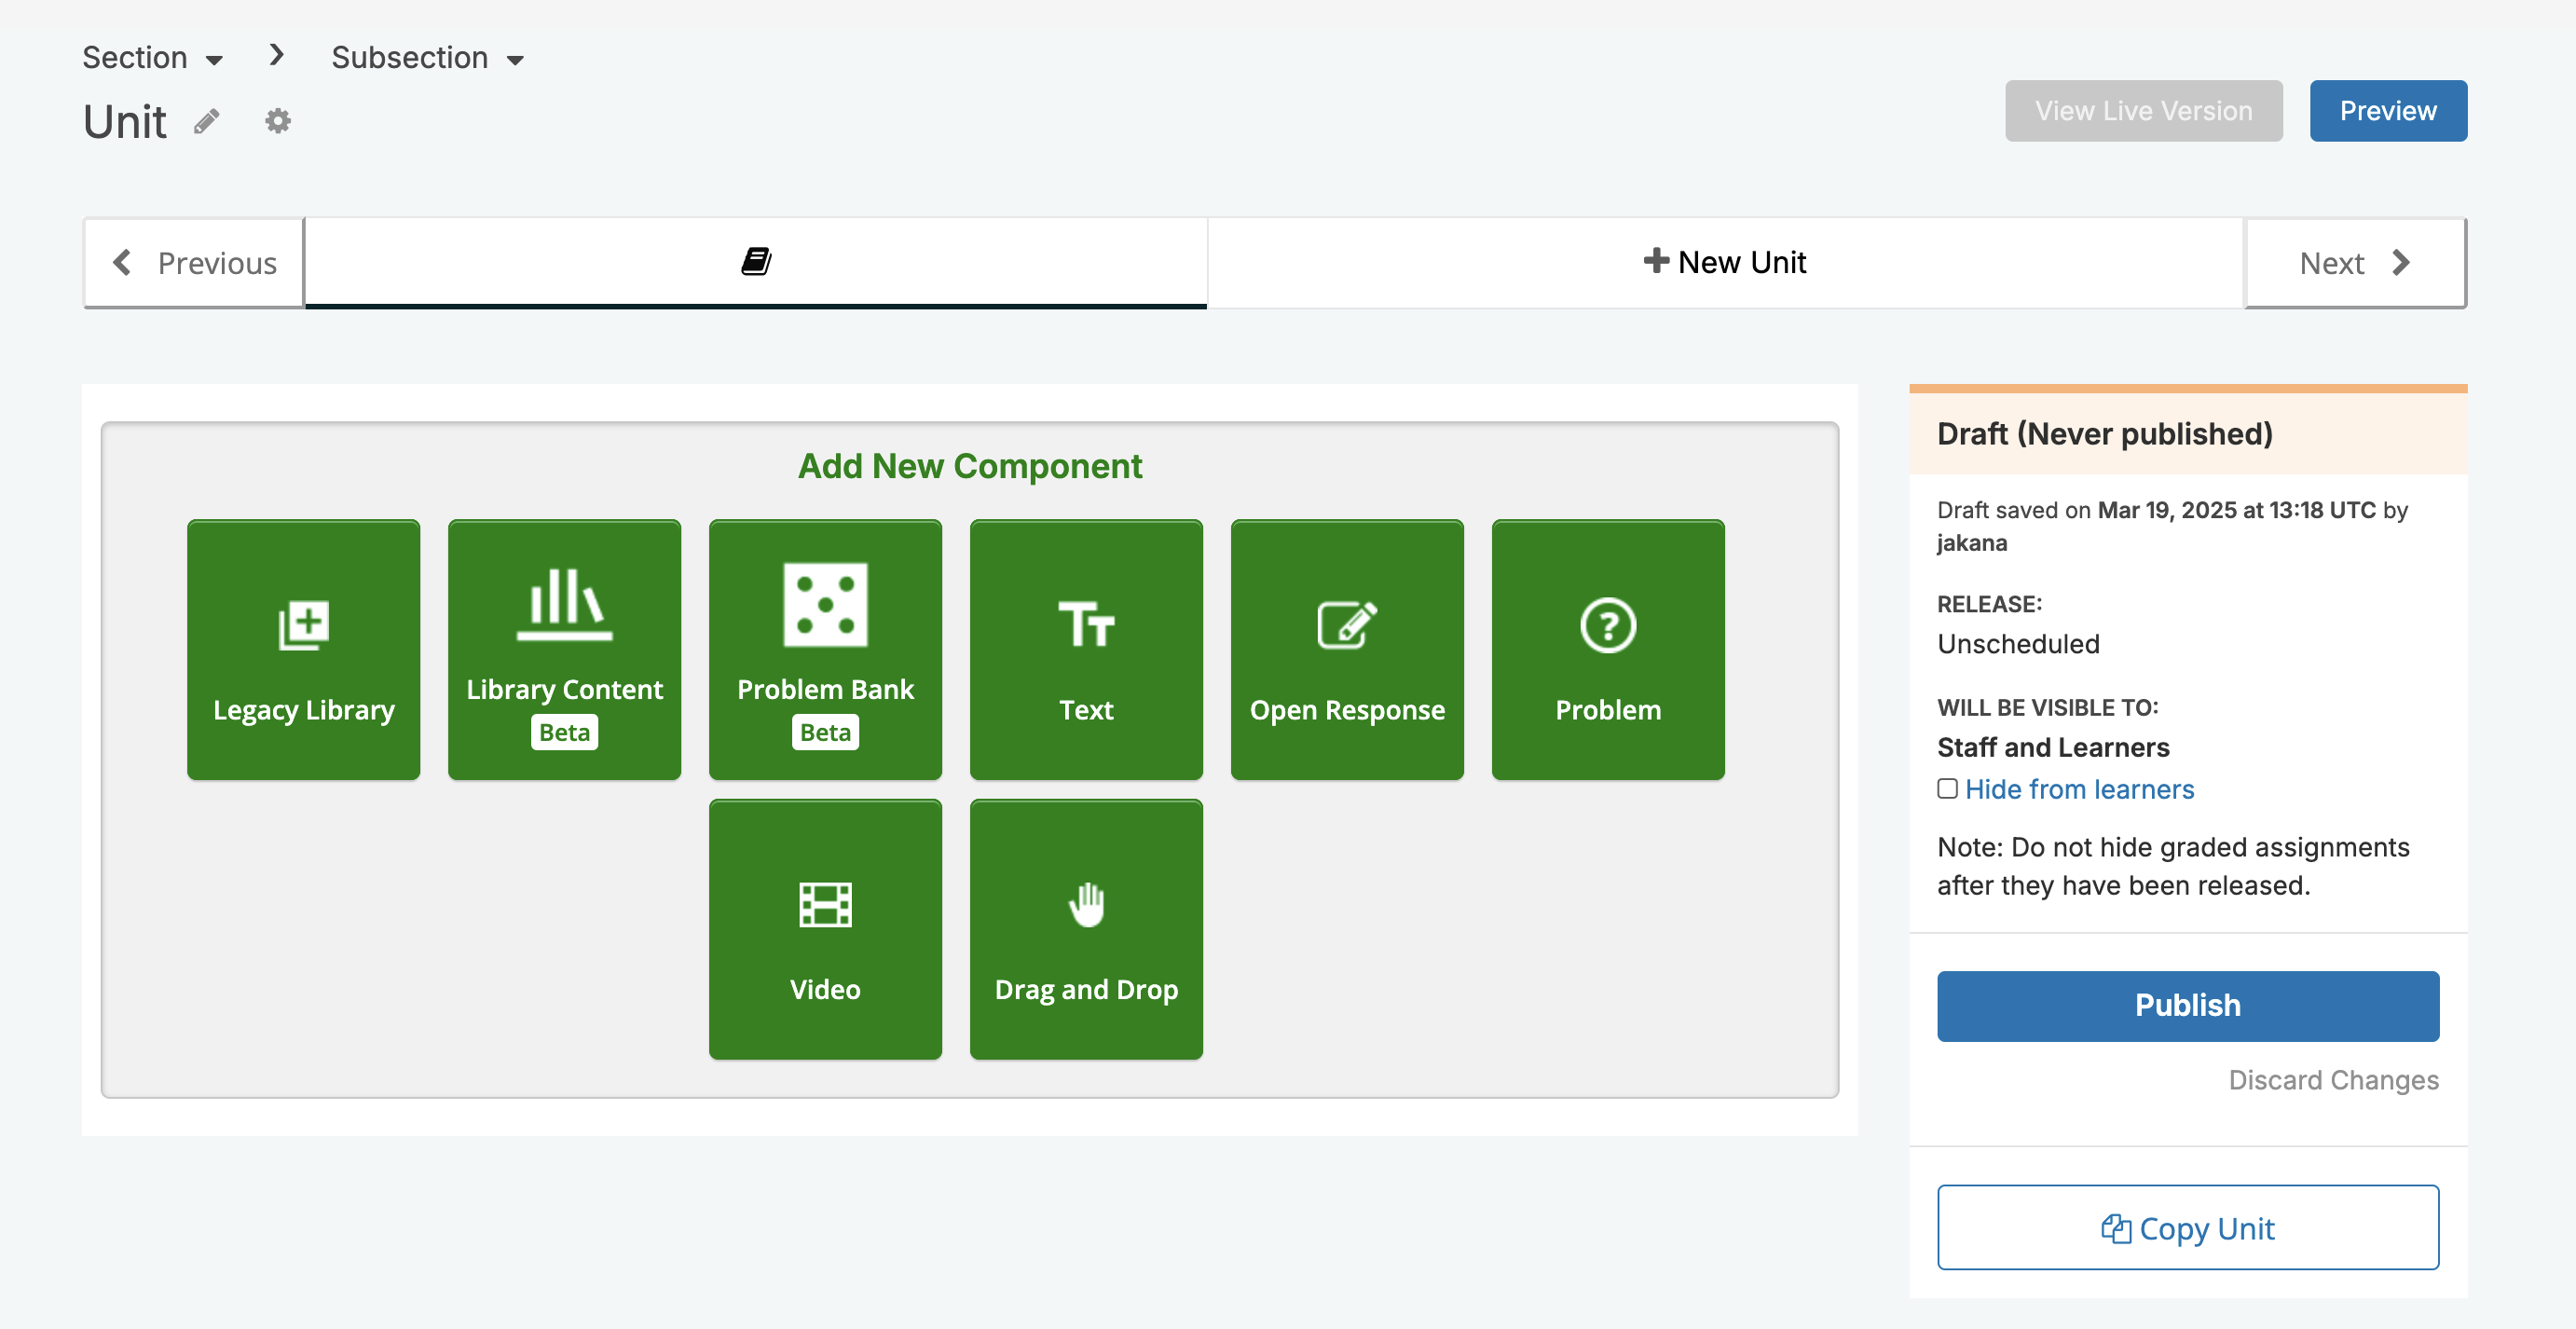 Section Subsection
Unit
View Live Version Preview
Previous
New Unit
Next
Add New Component
Legacy Library
Library Content
Beta
Problem Bank
Beta
Text
Open Response
Problem
Video
Drag and Drop
Draft (Never published)
Draft saved on Mar 19, 2025 at 13:18 UTC by
jakana
RELEASE:
Unscheduled
WILL BE VISIBLE TO:
Staff and Learners
Hide from learners
Note: Do not hide graded assignments
after they have been released.
Publish
Discard Changes
Copy Unit